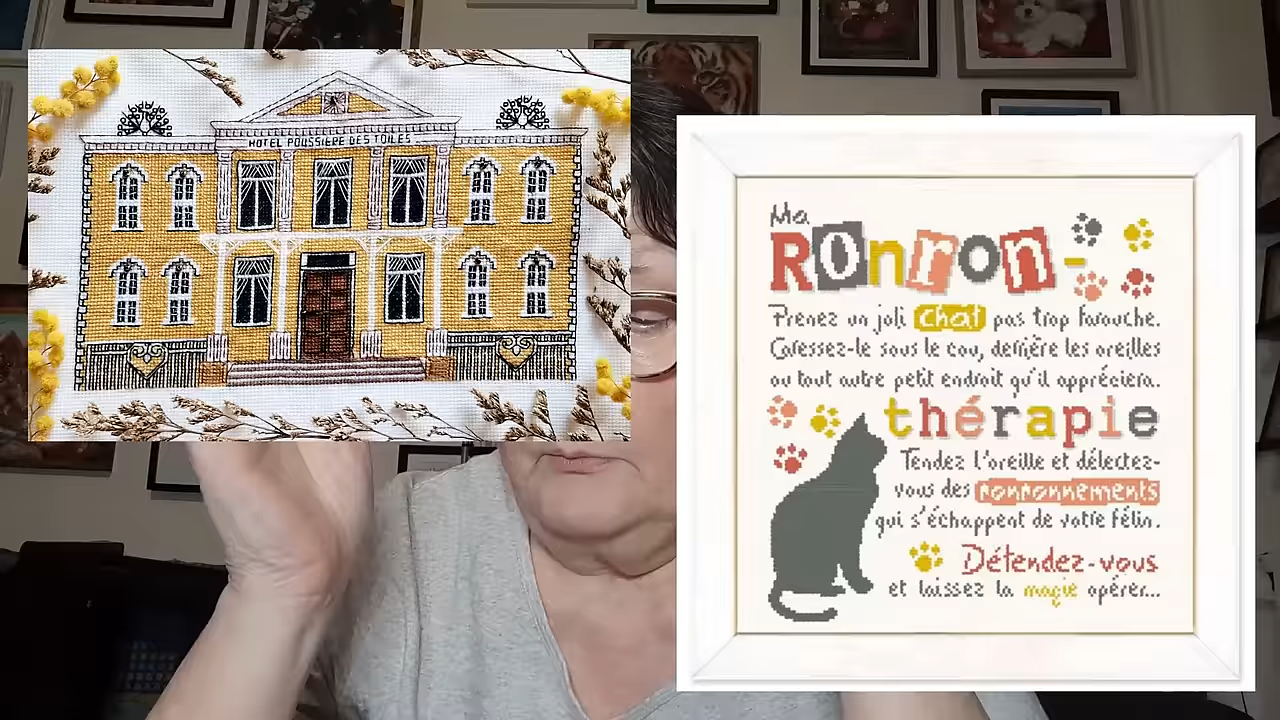 HOTEL POUSSIERE DES TOILES
Ma
RONRON-
Prenez un joli chat pas trop farouche.
Caressez-le sous le cou, derrière les oreilles
ou tout autre petit endroit qu'il appréciera.
thérapie
Tendez l'oreille et délectez-
vous des ronronnements
qui s'échappent de votre félin.
Détendez-vous
et laissez la magie opérer...